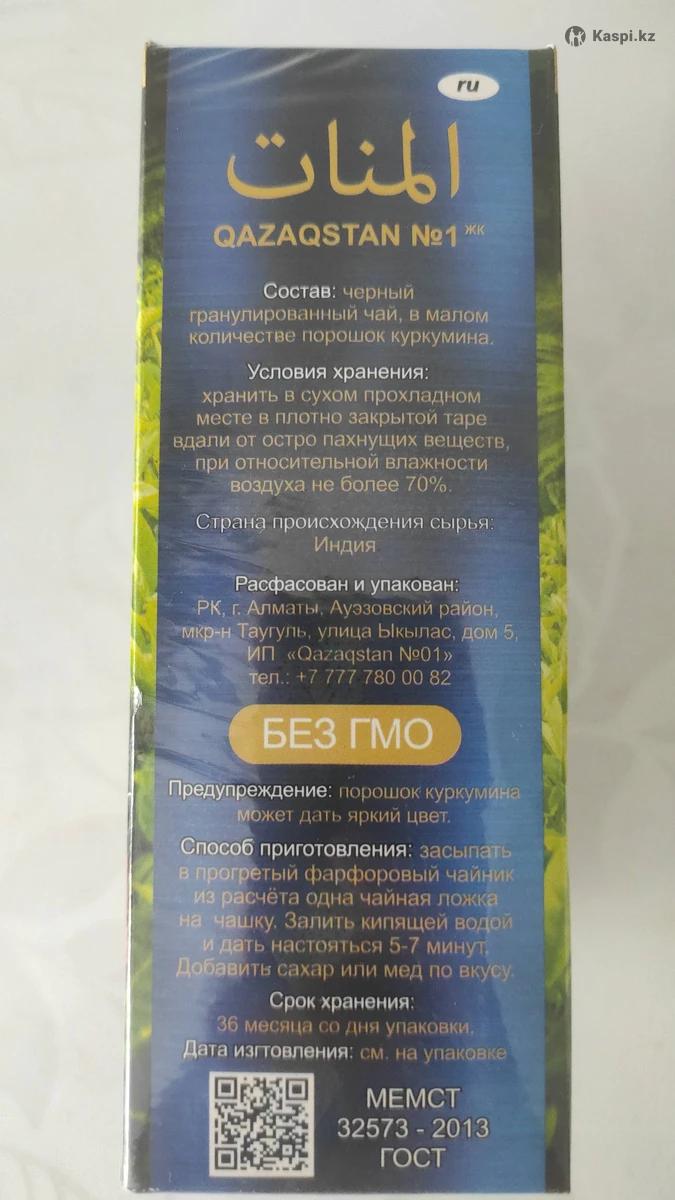 Kaspi.kz
ru
المنات
QAZAQSTAN №1 ЖК
Состав: черный
гранулированный чай, в малом
количестве порошок куркумина.
Условия хранения:
хранить в сухом прохладном
месте в плотно закрытой таре
вдали от остро пахнущих веществ,
при относительной влажности
воздуха не более 70%.
Страна происхождения сырья:
Индия
Расфасован и упакован:
РК, г. Алматы, Ауэзовский район,
мкр-н Таугуль, улица Ыкылас, дом 5,
ИП «Qazaqstan №01»
тел.: +7 777 780 00 82
БЕЗ ГМО
Предупреждение: порошок куркумина
может дать яркий цвет.
Способ приготовления: засыпать
в прогретый фарфоровый чайник
из расчёта одна чайная ложка
на чашку. Залить кипящей водой
и дать настояться 5-7 минут.
Добавить сахар или мед по вкусу.
Срок хранения:
36 месяца со дня упаковки.
Дата изгтовления: см. на упаковке
МЕМСТ
32573 - 2013
ГОСТ